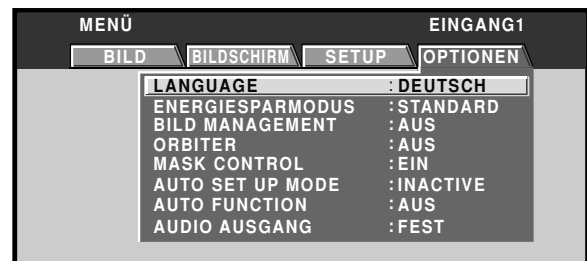 MENÜ EINGANG1
BILD BILDSCHIRM SETUP OPTIONEN
LANGUAGE : DEUTSCH
ENERGIESPARMODUS : STANDARD
BILD MANAGEMENT : AUS
ORBITER : AUS
MASK CONTROL : EIN
AUTO SET UP MODE : INACTIVE
AUTO FUNCTION : AUS
AUDIO AUSGANG : FEST